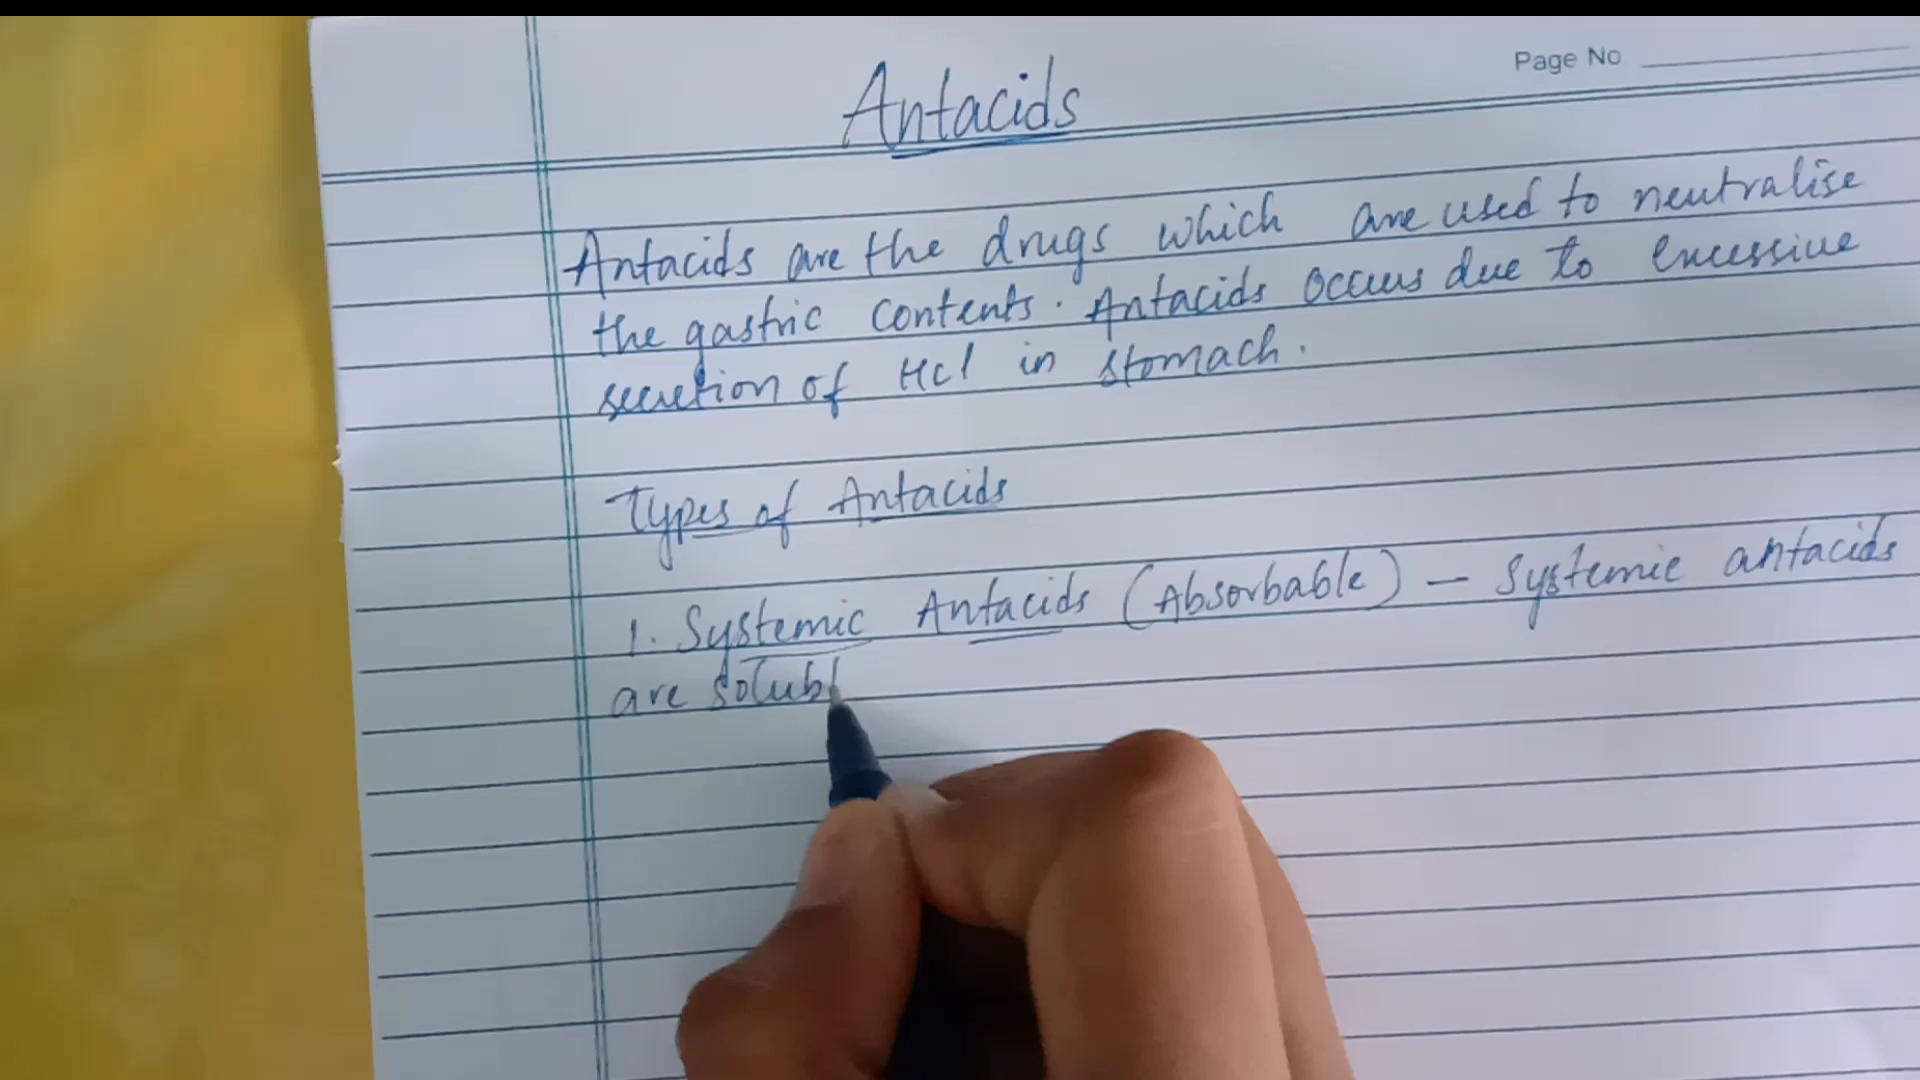 Page No
Antacids
Antacids are the drugs which are used to neutralise
the gastric contents. Antacids occurs due to excessive
secretion of HCl in stomach.
Types of Antacids
1. Systemic Antacids (Absorbable) – Systemic antacids
are solubl